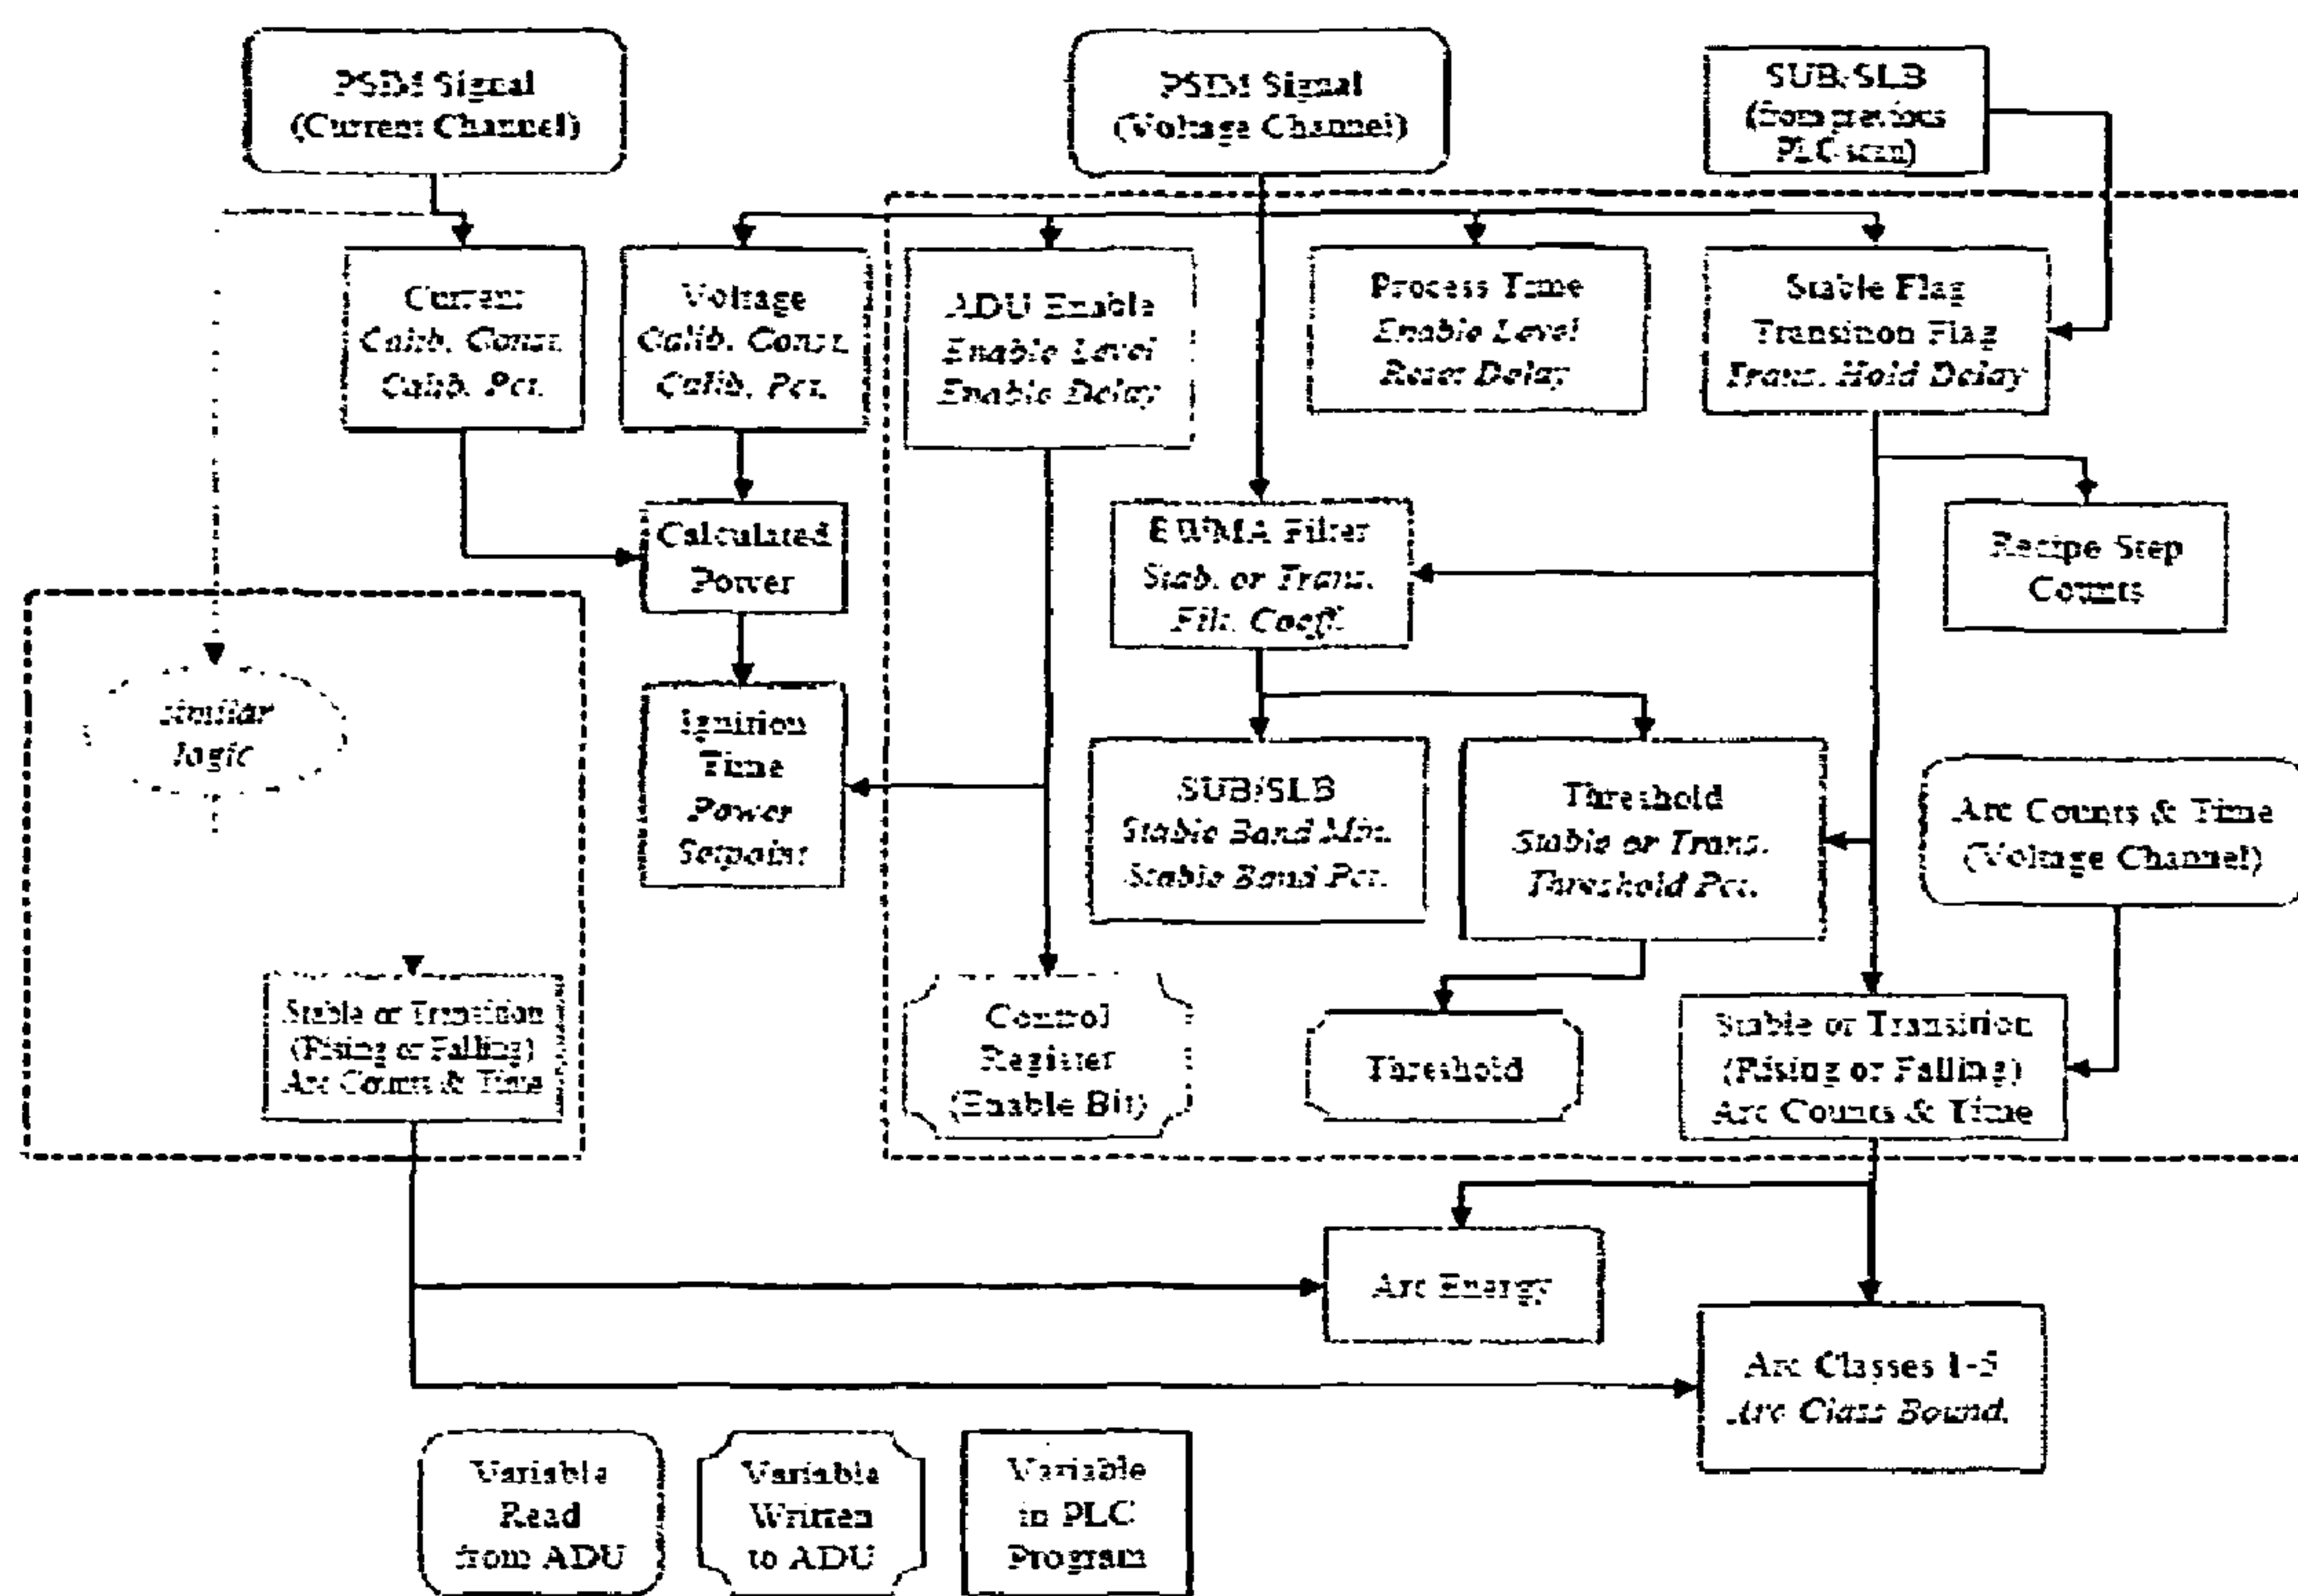 PSIM Signal
(Current Channel)
PSIM Signal
(Voltage Channel)
SUB/SLB
(from previous
PLC scan)
Current
Calib. Const.
Calib. Pct.
Voltage
Calib. Const.
Calib. Pct.
ADU Enable
Enable Level
Enable Delay
Process Time
Enable Level
Reset Delay
Stable Flag
Transition Flag
Trans. Hold Delay
Calculated
Power
EWMA Filter
Stab. or Trans.
Filt. Coeff.
Recipe Step
Counts
similar
logic
Ignition
Time
Power
Setpoint
SUB/SLB
Stable Band Min.
Stable Band Pct.
Threshold
Stable or Trans.
Threshold Pct.
Arc Counts & Time
(Voltage Channel)
Stable or Transition
(Rising or Falling)
Arc Counts & Time
Control
Register
(Enable Bit)
Threshold
Stable or Transition
(Rising or Falling)
Arc Counts & Time
Arc Energy
Arc Classes 1-5
Arc Class Bound.
Variable
Read
from ADU
Variable
Written
to ADU
Variable
in PLC
Program